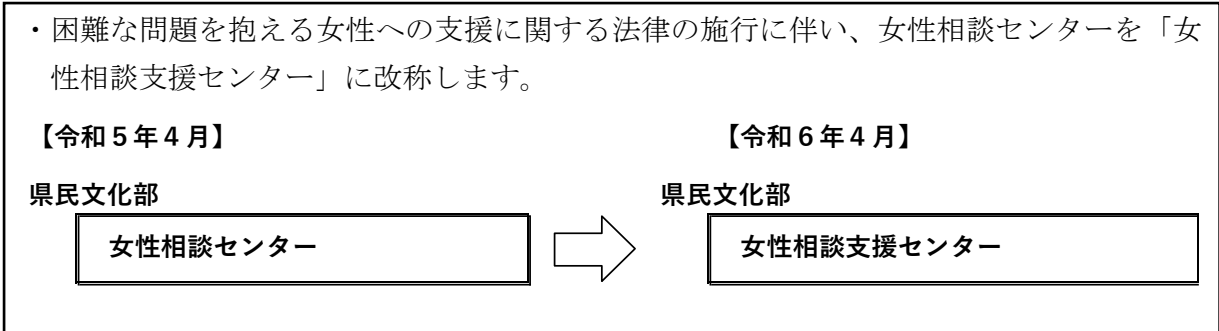 ・困難な問題を抱える女性への支援に関する法律の施行に伴い、女性相談センターを「女
性相談支援センター」に改称します。
【令和5年4月】 【令和6年4月】
県民文化部 県民文化部
女性相談センター 女性相談支援センター